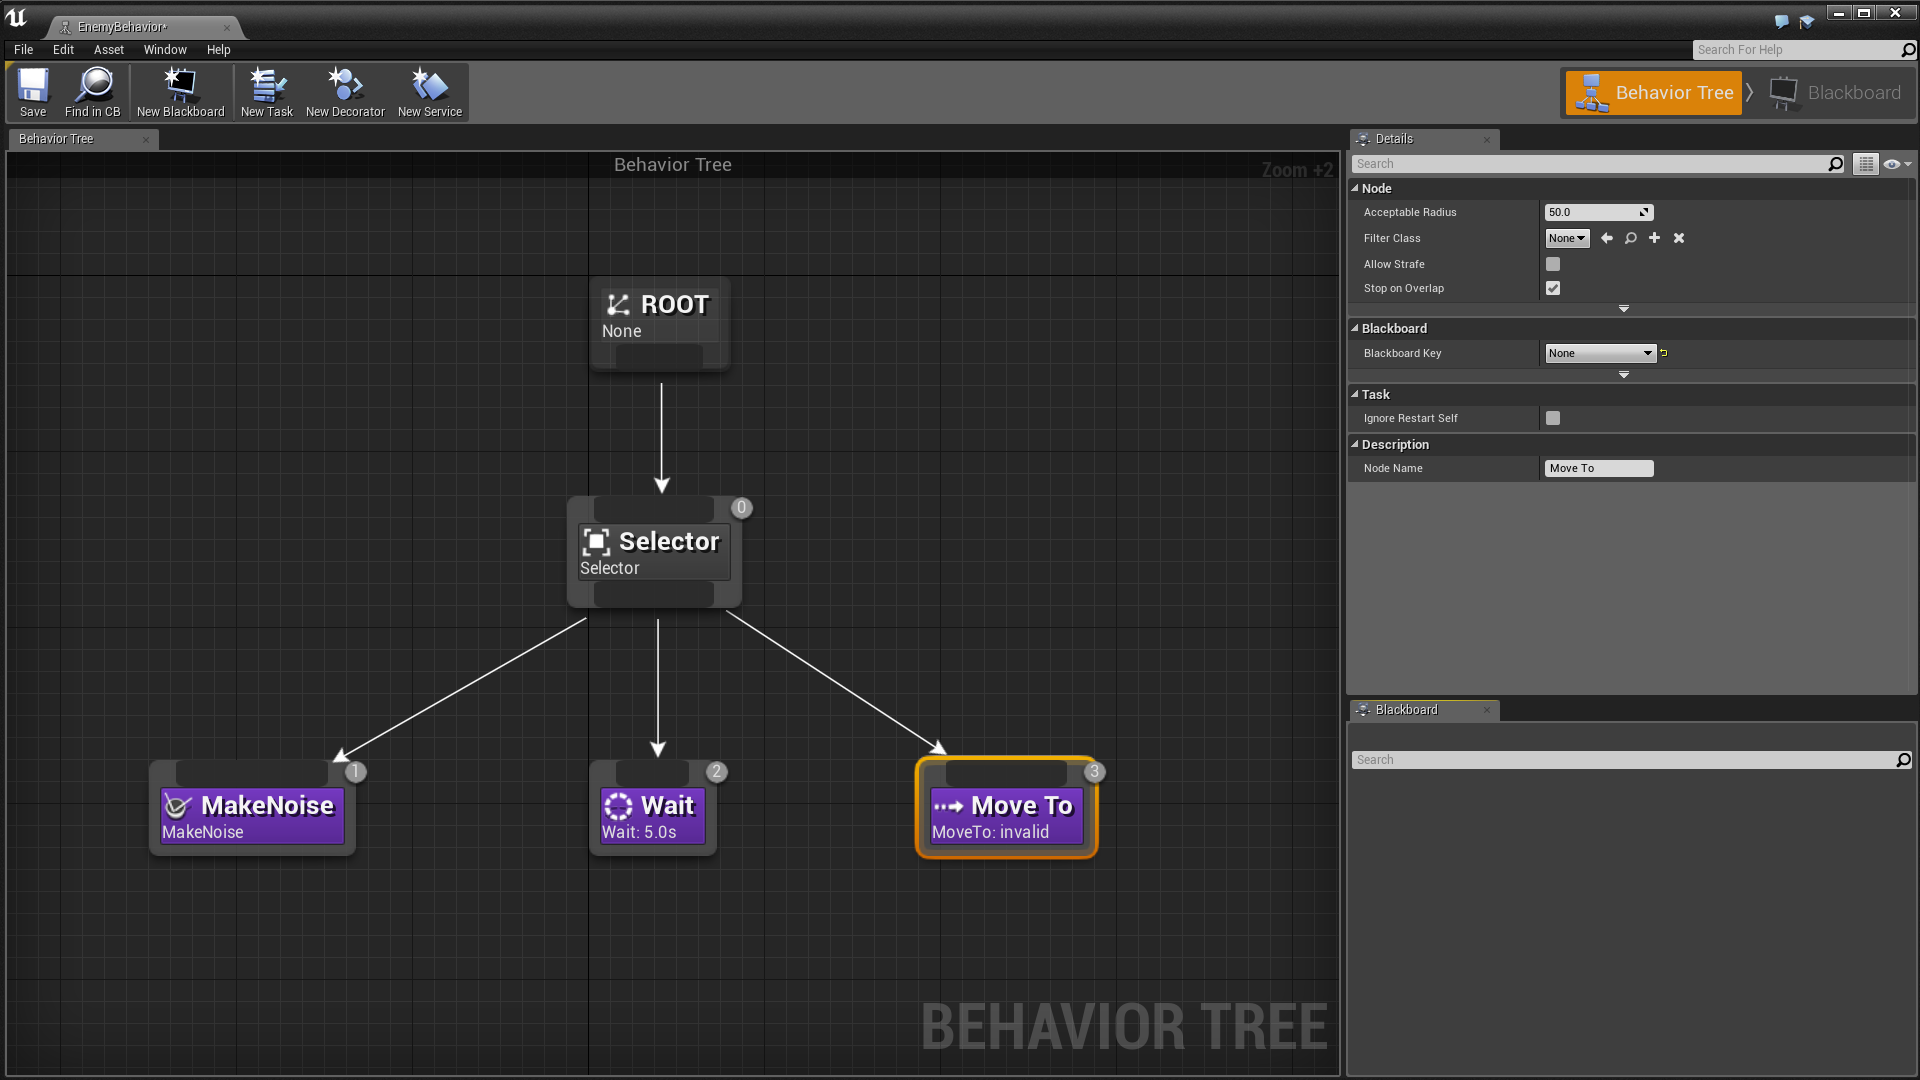 EnemyBehavior*
File Edit Asset Window Help
Search For Help
Save Find in CB New Blackboard New Task New Decorator New Service
Behavior Tree Blackboard
Behavior Tree
Behavior Tree
Zoom +2
ROOT
None
0
Selector
Selector
1
MakeNoise
MakeNoise
2
Wait
Wait: 5.0s
3
Move To
MoveTo: invalid
BEHAVIOR TREE
Details
Search
Node
Acceptable Radius 50.0
Filter Class None
Allow Strafe
Stop on Overlap
Blackboard
Blackboard Key None
Task
Ignore Restart Self
Description
Node Name Move To
Blackboard
Search